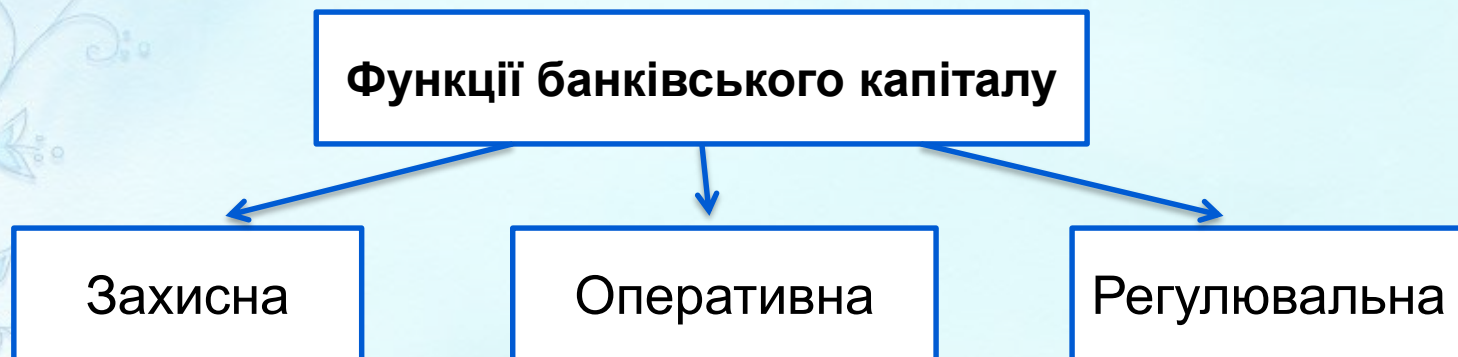 Функції банківського капіталу
Захисна
Оперативна
Регулювальна